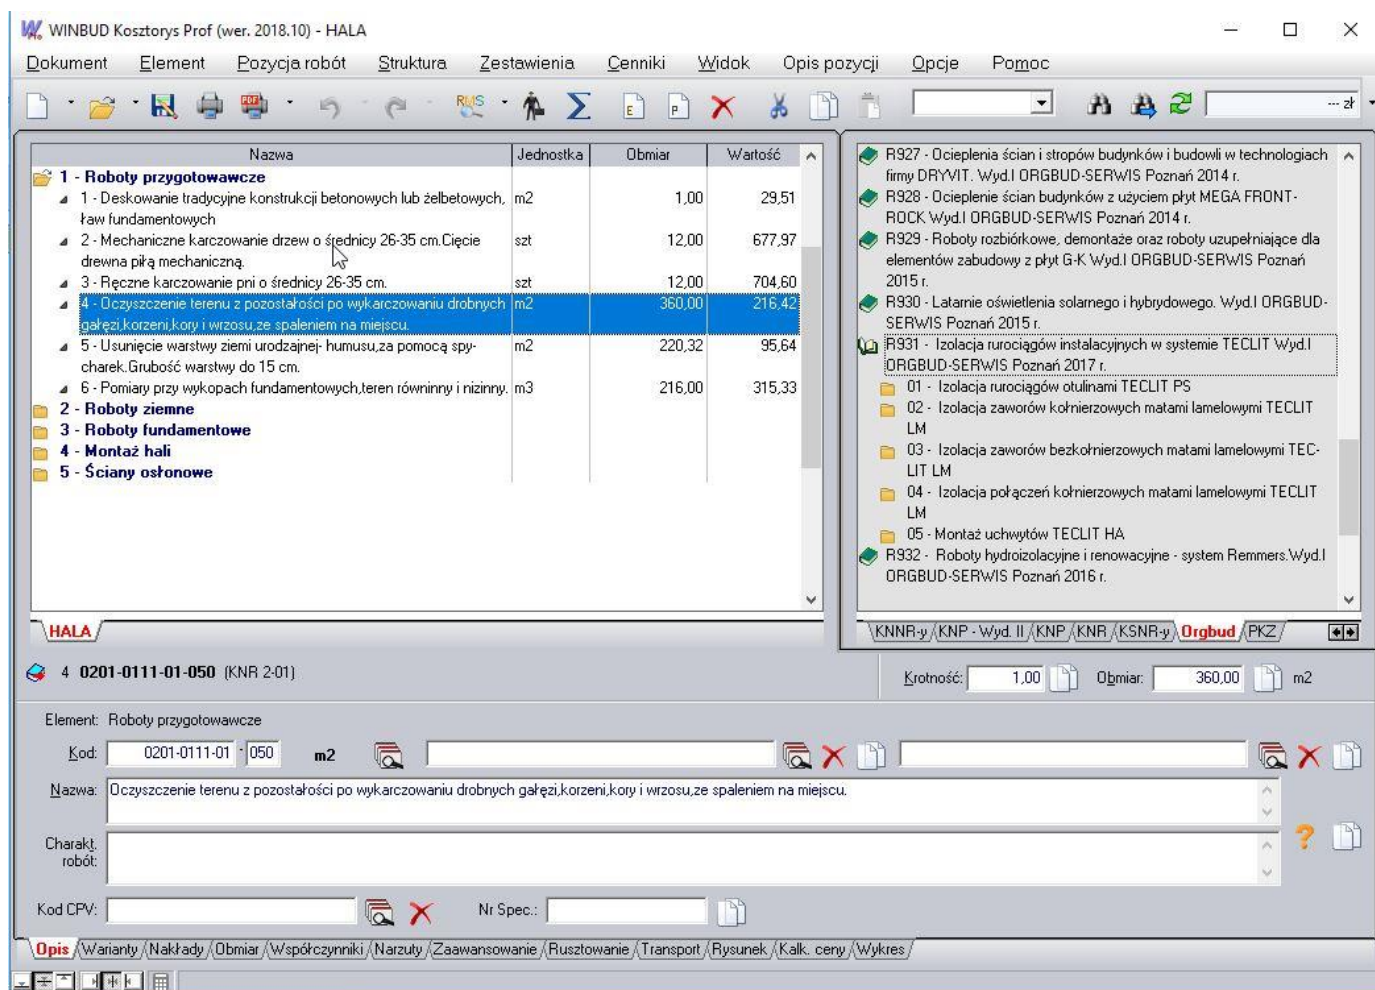 WINBUD Kosztorys Prof (wer. 2018.10) - HALA
Dokument Element Pozycja robót Struktura Zestawienia Cenniki Widok Opis pozycji Opcje Pomoc
PDF RMS E P --- zł
Nazwa Jednostka Obmiar Wartość
1 - Roboty przygotowawcze
1 - Deskowanie tradycyjne konstrukcji betonowych lub żelbetowych, m2 1,00 29,51
ław fundamentowych
2 - Mechaniczne karczowanie drzew o średnicy 26-35 cm.Cięcie szt 12,00 677,97
drewna piłą mechaniczną.
3 - Ręczne karczowanie pni o średnicy 26-35 cm. szt 12,00 704,60
4 - Oczyszczenie terenu z pozostałości po wykarczowaniu drobnych m2 360,00 216,42
gałęzi,korzeni,kory i wrzosu,ze spaleniem na miejscu.
5 - Usunięcie warstwy ziemi urodzajnej- humusu,za pomocą spy- m2 220,32 95,64
charek.Grubość warstwy do 15 cm.
6 - Pomiary przy wykopach fundamentowych,teren równinny i nizinny. m3 216,00 315,33
2 - Roboty ziemne
3 - Roboty fundamentowe
4 - Montaż hali
5 - Ściany osłonowe
HALA
R927 - Ocieplenia ścian i stropów budynków i budowli w technologiach
firmy DRYVIT. Wyd.I ORGBUD-SERWIS Poznań 2014 r.
R928 - Ocieplenie ścian budynków z użyciem płyt MEGA FRONT-
ROCK Wyd.I ORGBUD-SERWIS Poznań 2014 r.
R929 - Roboty rozbiórkowe, demontaże oraz roboty uzupełniające dla
elementów zabudowy z płyt G-K Wyd.I ORGBUD-SERWIS Poznań
2015 r.
R930 - Latarnie oświetlenia solarnego i hybrydowego. Wyd.I ORGBUD-
SERWIS Poznań 2015 r.
R931 - Izolacja rurociągów instalacyjnych w systemie TECLIT Wyd.I
ORGBUD-SERWIS Poznań 2017 r.
01 - Izolacja rurociągów otulinami TECLIT PS
02 - Izolacja zaworów kołnierzowych matami lamelowymi TECLIT
LM
03 - Izolacja zaworów bezkołnierzowych matami lamelowymi TEC-
LIT LM
04 - Izolacja połączeń kołnierzowych matami lamelowymi TECLIT
LM
05 - Montaż uchwytów TECLIT HA
R932 - Roboty hydroizolacyjne i renowacyjne - system Remmers.Wyd.I
ORGBUD-SERWIS Poznań 2016 r.
KNNR-y KNP - Wyd. II KNP KNR KSNR-y Orgbud PKZ
4 0201-0111-01-050 (KNR 2-01) Krotność: 1,00 Obmiar: 360,00 m2
Element: Roboty przygotowawcze
Kod: 0201-0111-01 - 050 m2
Nazwa: Oczyszczenie terenu z pozostałości po wykarczowaniu drobnych gałęzi,korzeni,kory i wrzosu,ze spaleniem na miejscu.
Charakt.
robót:
Kod CPV: Nr Spec.:
Opis Warianty Nakłady Obmiar Współczynniki Narzuty Zaawansowanie Rusztowanie Transport Rysunek Kalk. ceny Wykres